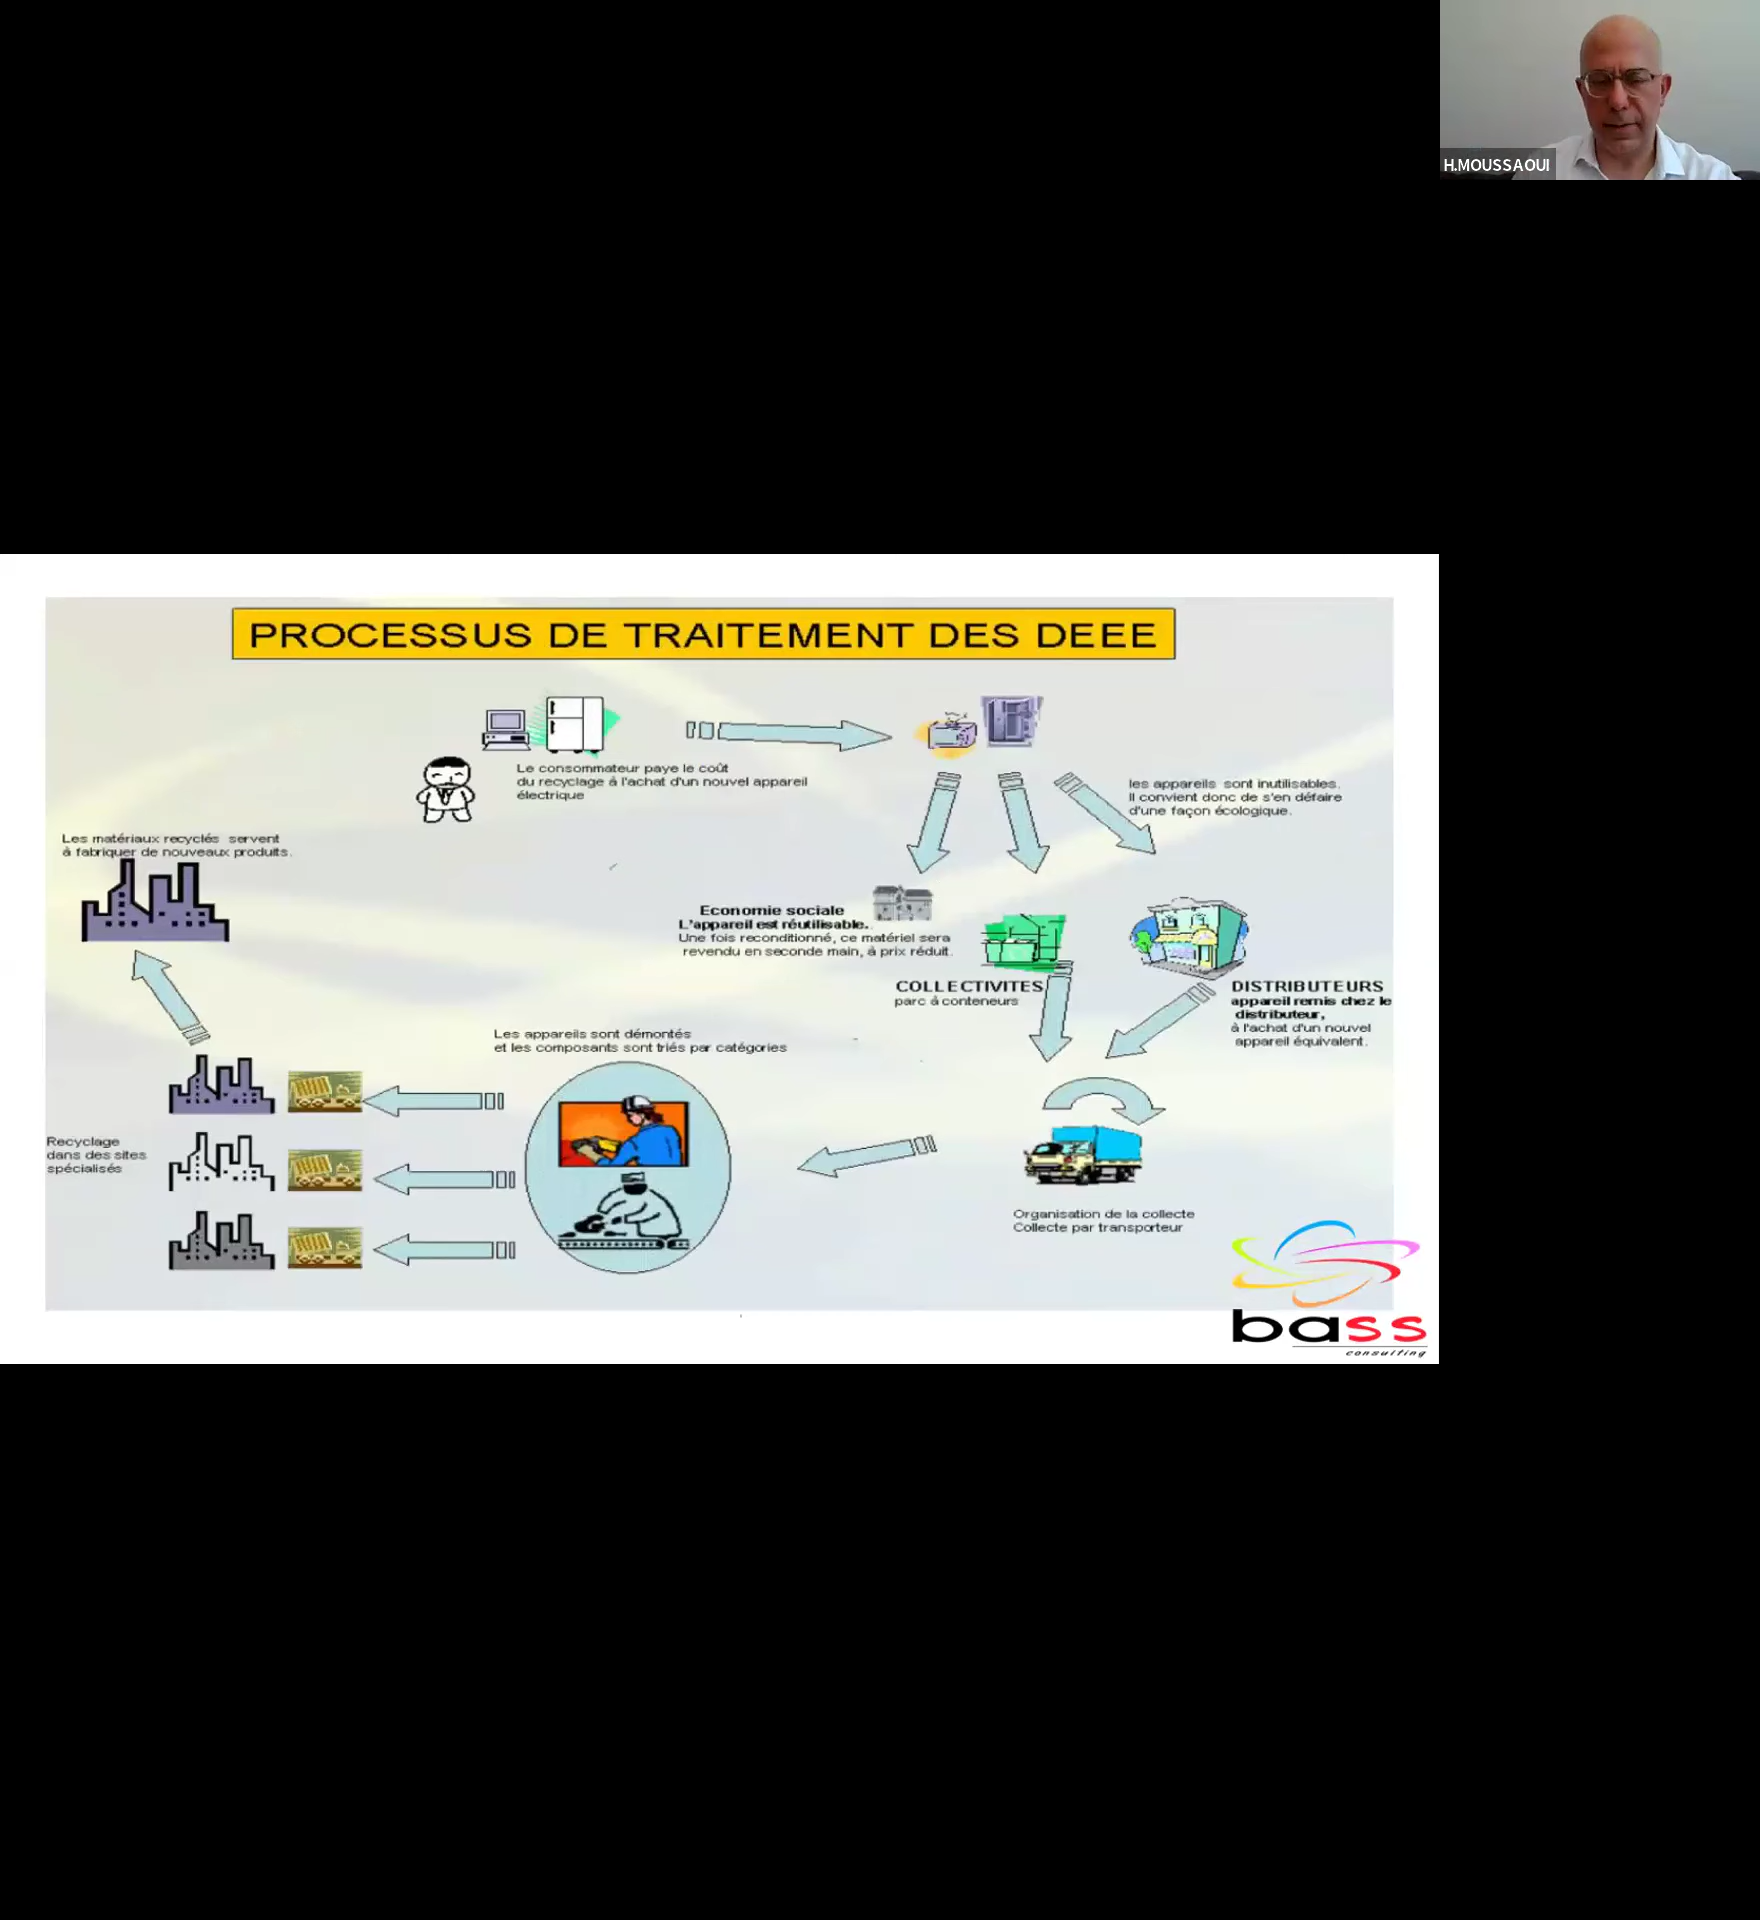 H.MOUSSAOUI
PROCESSUS DE TRAITEMENT DES DEEE
Le consommateur paye le coût
du recyclage à l'achat d'un nouvel appareil
électrique
les appareils sont inutilisables.
Il convient donc de s'en défaire
d'une façon écologique.
Les matériaux recyclés servent
à fabriquer de nouveaux produits.
Economie sociale
L'appareil est réutilisable.
Une fois reconditionné, ce matériel sera
revendu en seconde main, à prix réduit.
COLLECTIVITES
parc à conteneurs
DISTRIBUTEURS
appareil remis chez le
distributeur,
à l'achat d'un nouvel
appareil équivalent.
Les appareils sont démontés
et les composants sont triés par catégories
Recyclage
dans des sites
spécialisés
Organisation de la collecte
Collecte par transporteur
bass
consulting